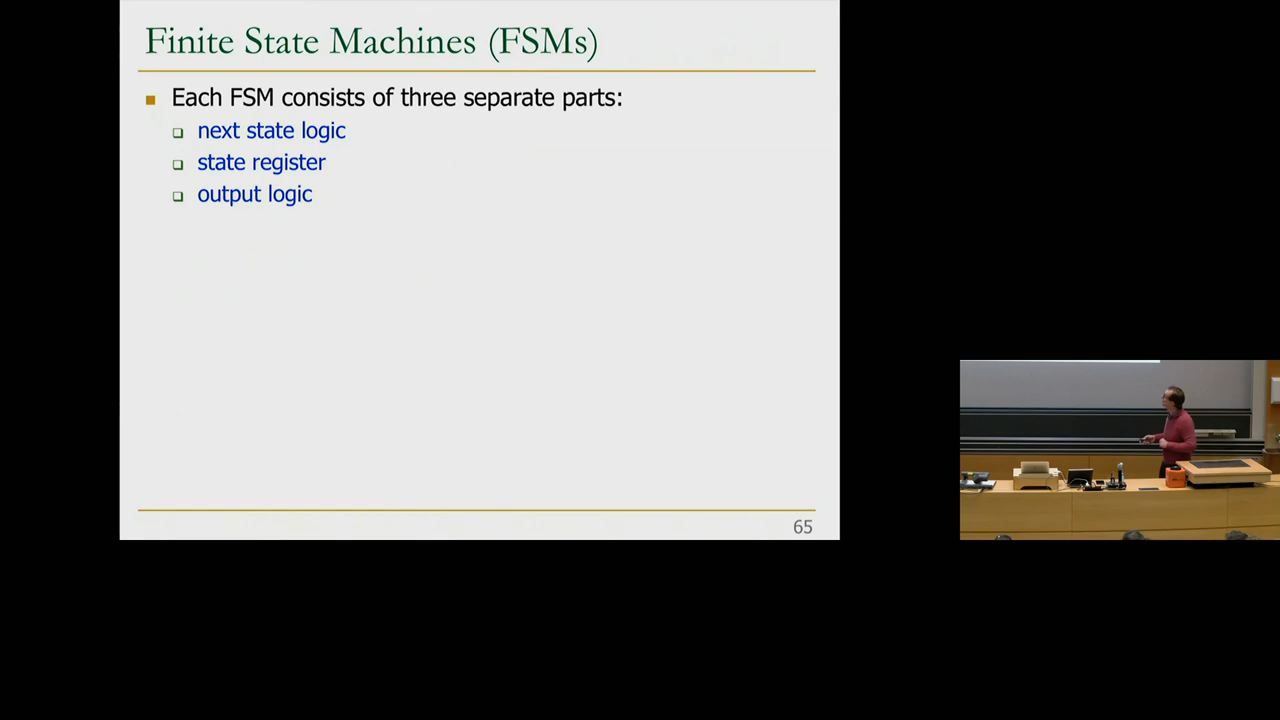 Finite State Machines (FSMs)
Each FSM consists of three separate parts:
next state logic
state register
output logic
65